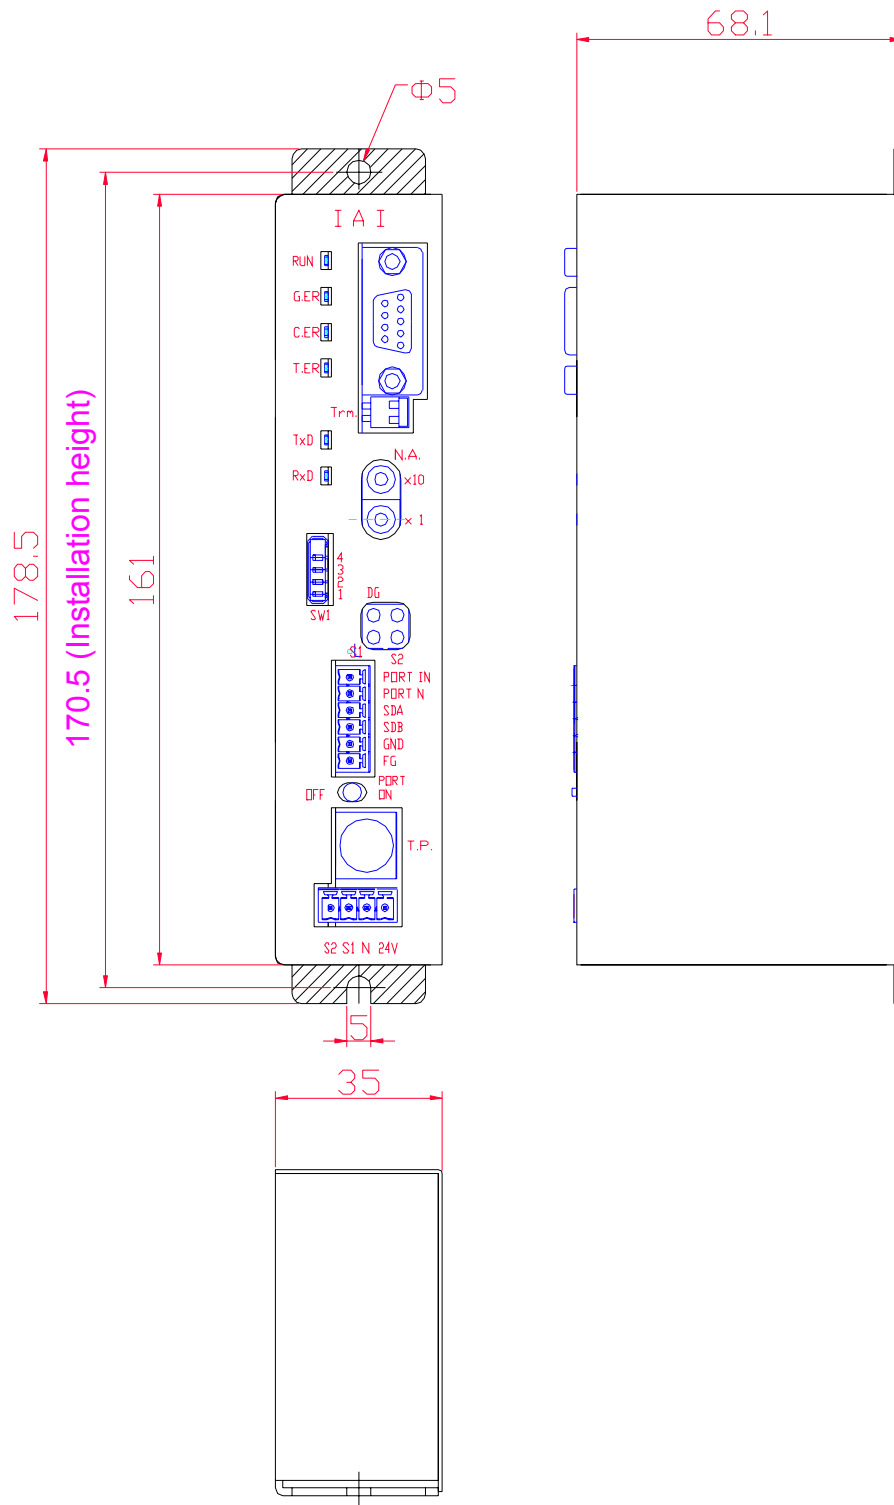 68.1
Φ5
I A I
RUN
G.ER
C.ER
T.ER
Trm.
TxD
N.A.
RxD
x10
x 1
178.5
170.5 (Installation height)
161
4
3
2
1
SW1
DG
S1
S2
PORT IN
PORT N
SDA
SDB
GND
FG
PORT
OFF
ON
T.P.
S2 S1 N 24V
5
35